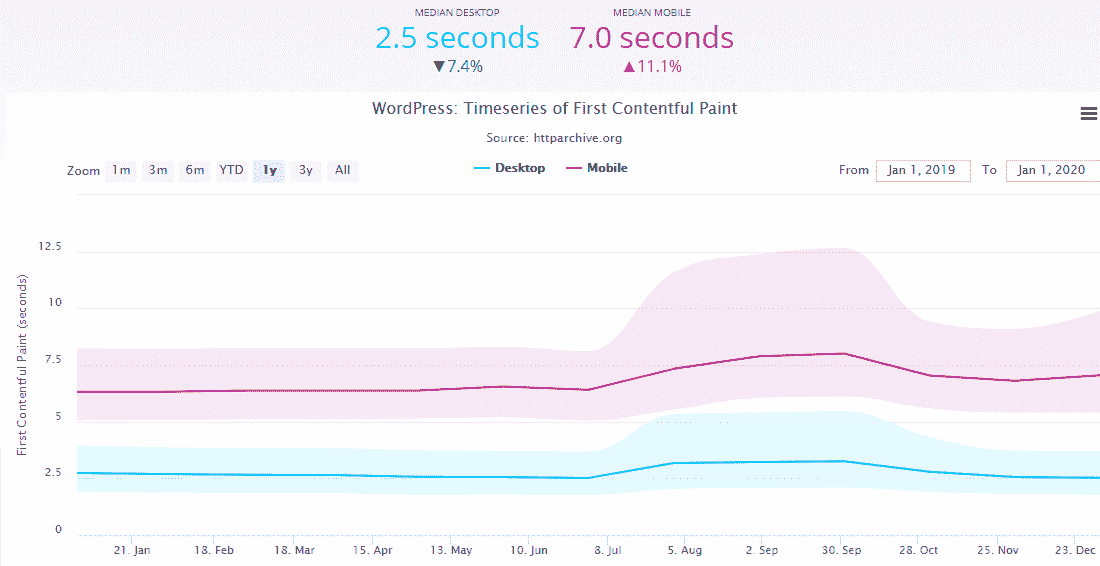 MEDIAN DESKTOP MEDIAN MOBILE
2.5 seconds 7.0 seconds
▼7.4% ▲11.1%
WordPress: Timeseries of First Contentful Paint
Source: httparchive.org
Zoom 1m 3m 6m YTD 1y 3y All Desktop Mobile From Jan 1, 2019 To Jan 1, 2020
First Contentful Paint (seconds)
12.5
10
7.5
5
2.5
0
21. Jan 18. Feb 18. Mar 15. Apr 13. May 10. Jun 8. Jul 5. Aug 2. Sep 30. Sep 28. Oct 25. Nov 23. Dec